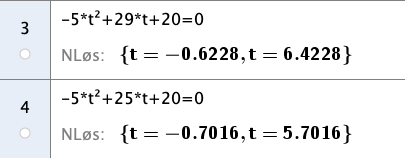 3
-5*t²+29*t+20=0
NLøs: {t = −0.6228, t = 6.4228}
4
-5*t²+25*t+20=0
NLøs: {t = −0.7016, t = 5.7016}